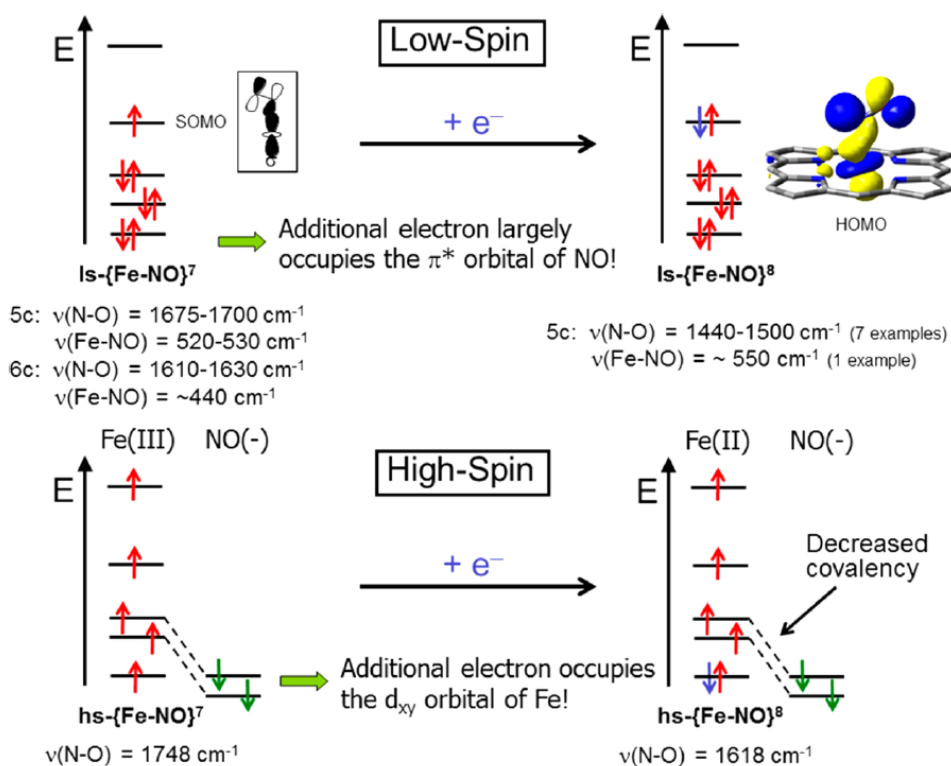 Low-Spin
E
E
SOMO
+ e⁻
HOMO
Additional electron largely
occupies the π* orbital of NO!
ls-{Fe-NO}⁷
ls-{Fe-NO}⁸
5c: ν(N-O) = 1675-1700 cm⁻¹
ν(Fe-NO) = 520-530 cm⁻¹
6c: ν(N-O) = 1610-1630 cm⁻¹
ν(Fe-NO) = ~440 cm⁻¹
5c: ν(N-O) = 1440-1500 cm⁻¹ (7 examples)
ν(Fe-NO) = ~ 550 cm⁻¹ (1 example)
Fe(III) NO(-)
High-Spin
Fe(II) NO(-)
E
E
+ e⁻
Decreased
covalency
Additional electron occupies
the dxy orbital of Fe!
hs-{Fe-NO}⁷
hs-{Fe-NO}⁸
ν(N-O) = 1748 cm⁻¹
ν(N-O) = 1618 cm⁻¹